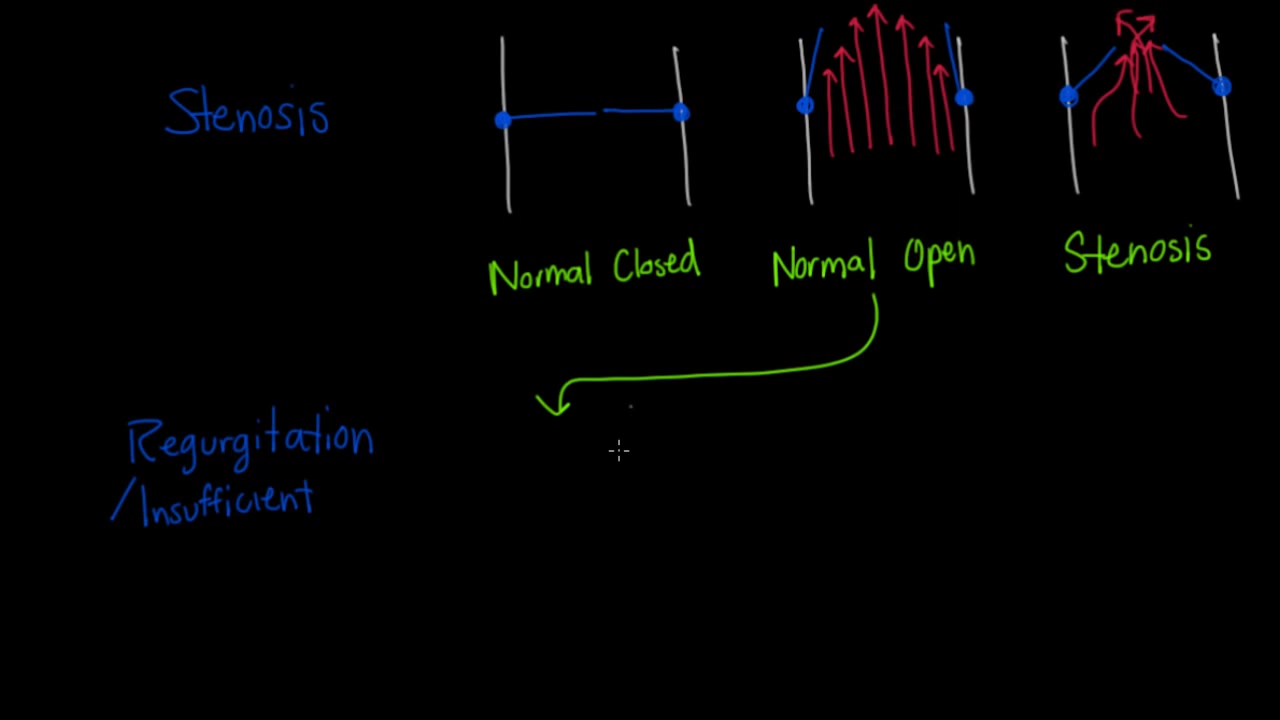 Stenosis
Normal Closed
Normal Open
Stenosis
Regurgitation
/Insufficient